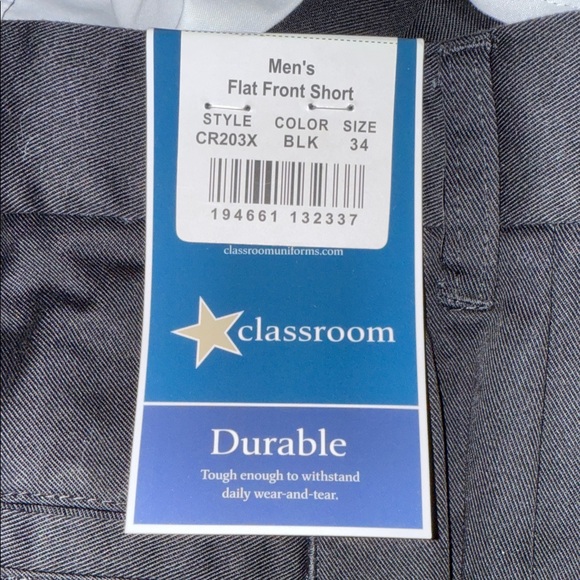 Men's
Flat Front Short
STYLE COLOR SIZE
CR203X BLK 34
194661 132337
classroomuniforms.com
classroom
Durable
Tough enough to withstand
daily wear-and-tear.